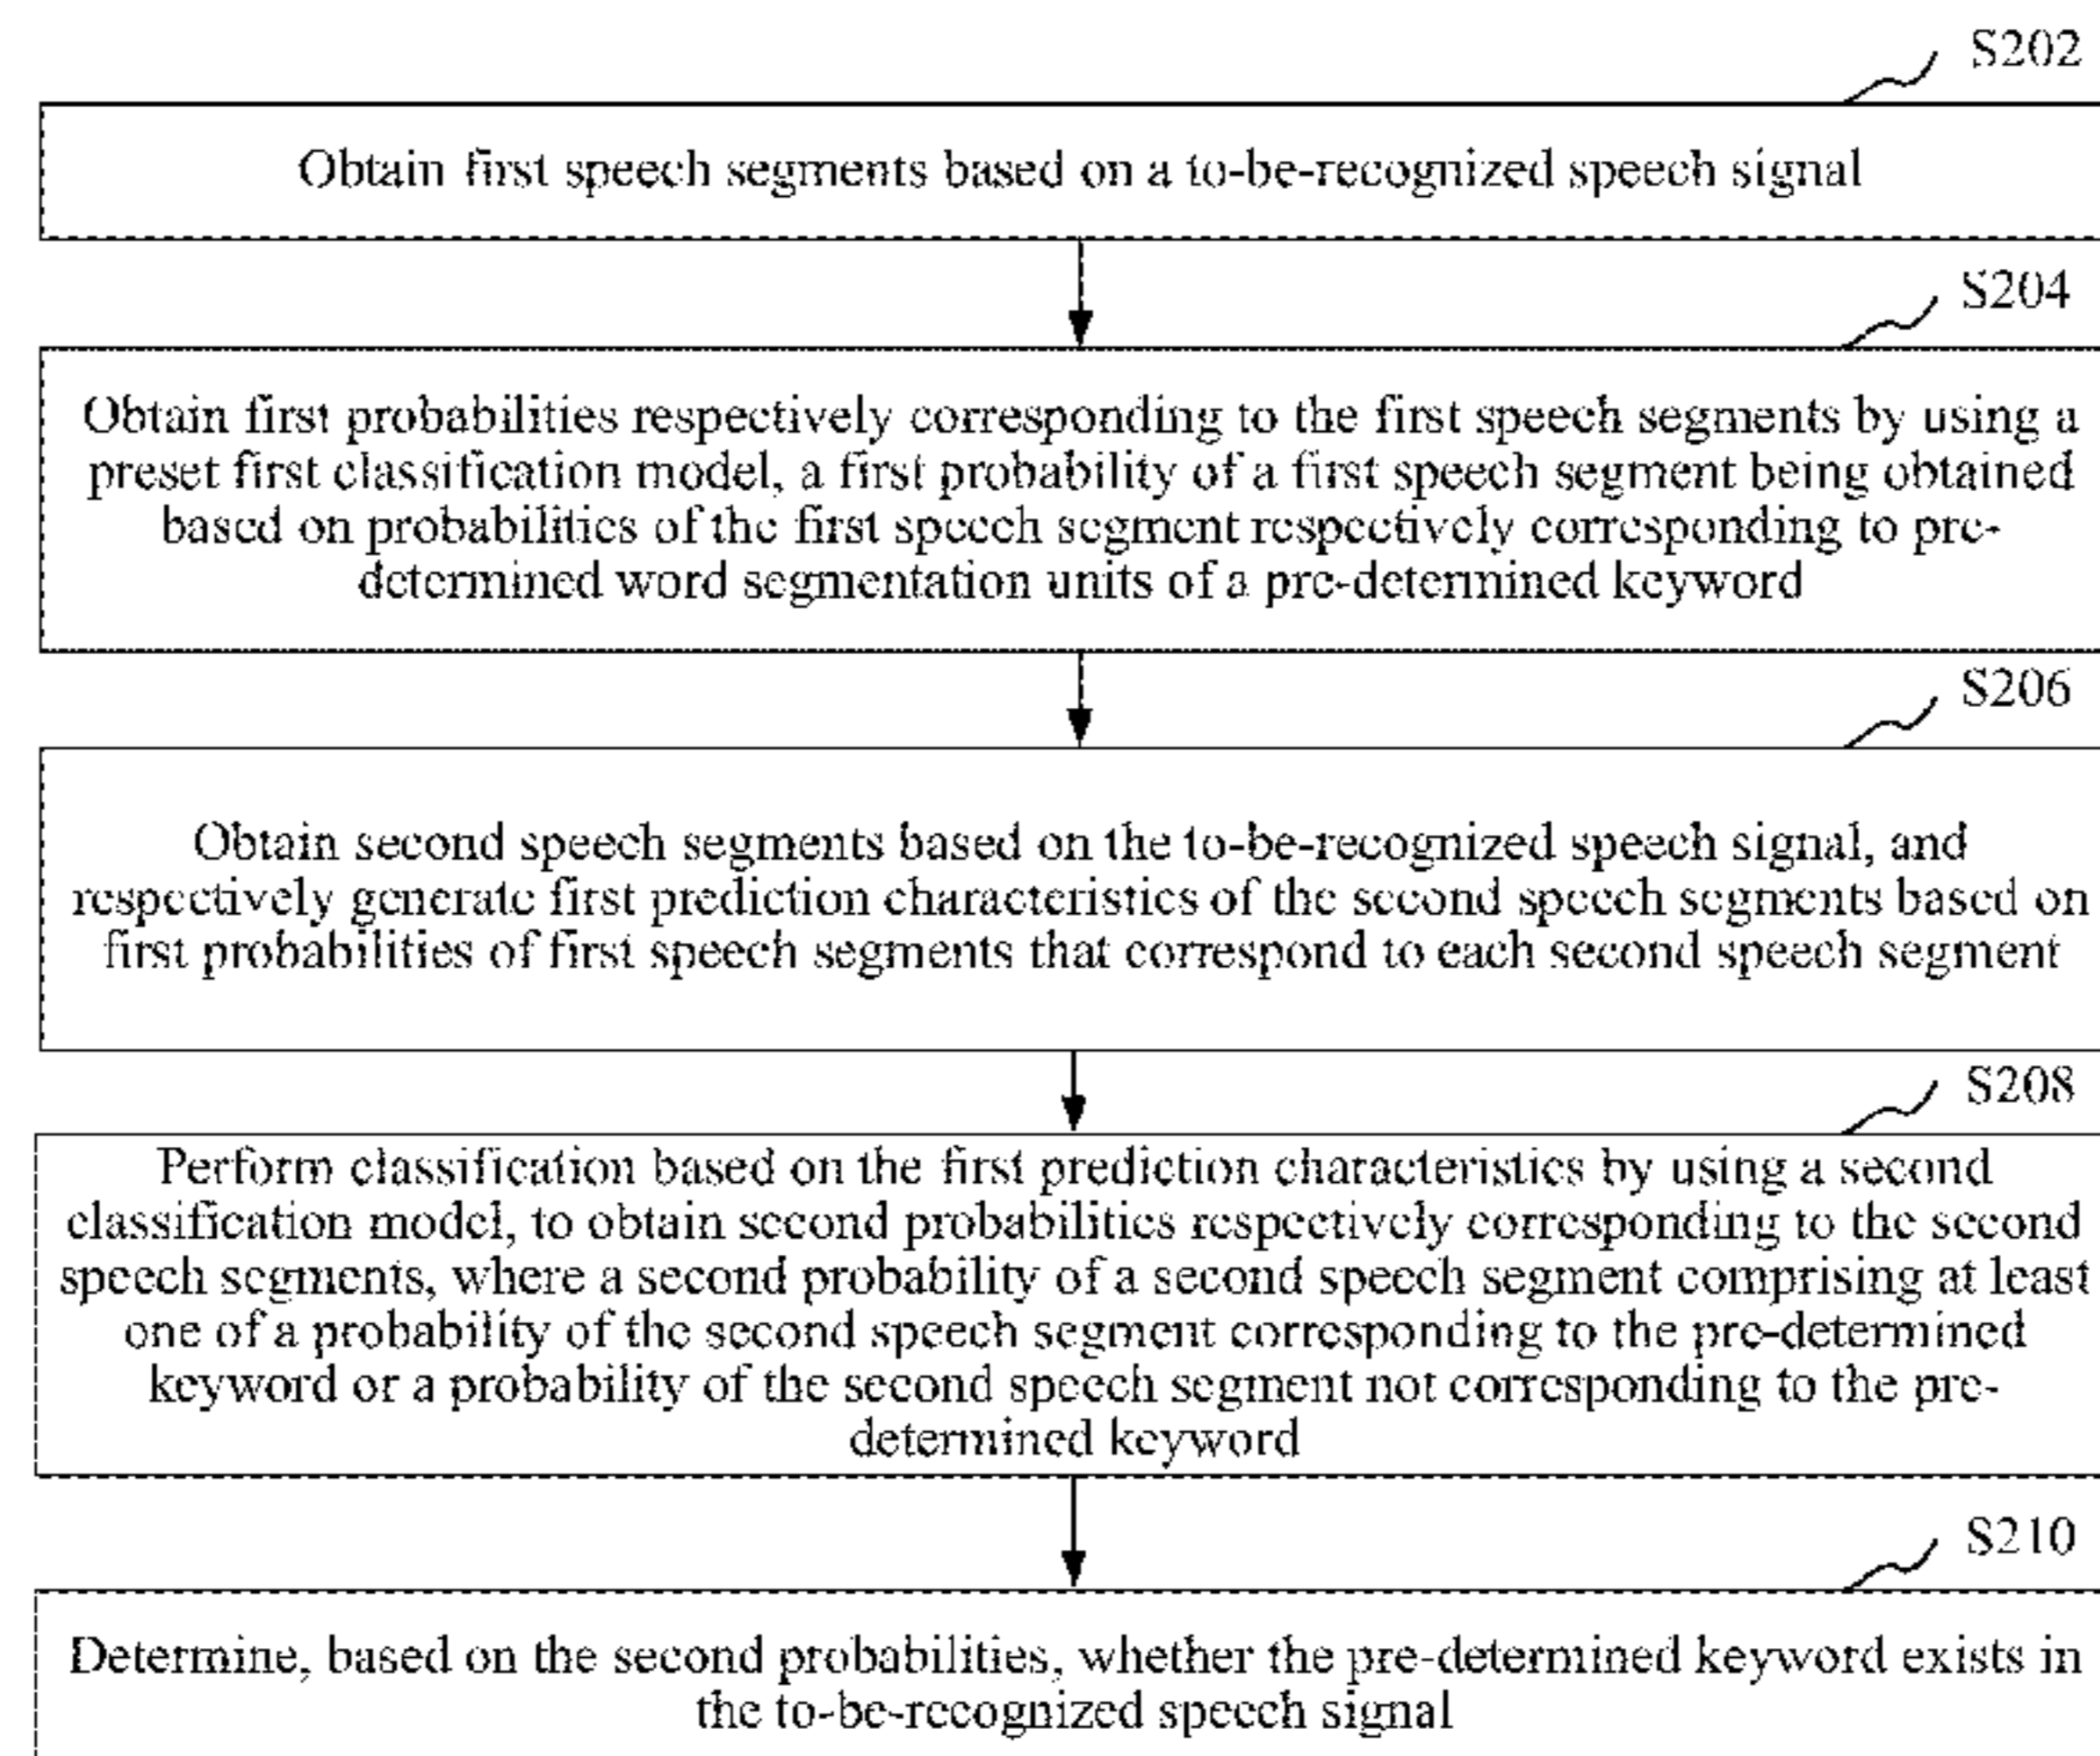 S202
Obtain first speech segments based on a to-be-recognized speech signal
S204
Obtain first probabilities respectively corresponding to the first speech segments by using a
preset first classification model, a first probability of a first speech segment being obtained
based on probabilities of the first speech segment respectively corresponding to pre-
determined word segmentation units of a pre-determined keyword
S206
Obtain second speech segments based on the to-be-recognized speech signal, and
respectively generate first prediction characteristics of the second speech segments based on
first probabilities of first speech segments that correspond to each second speech segment
S208
Perform classification based on the first prediction characteristics by using a second
classification model, to obtain second probabilities respectively corresponding to the second
speech segments, where a second probability of a second speech segment comprising at least
one of a probability of the second speech segment corresponding to the pre-determined
keyword or a probability of the second speech segment not corresponding to the pre-
determined keyword
S210
Determine, based on the second probabilities, whether the pre-determined keyword exists in
the to-be-recognized speech signal